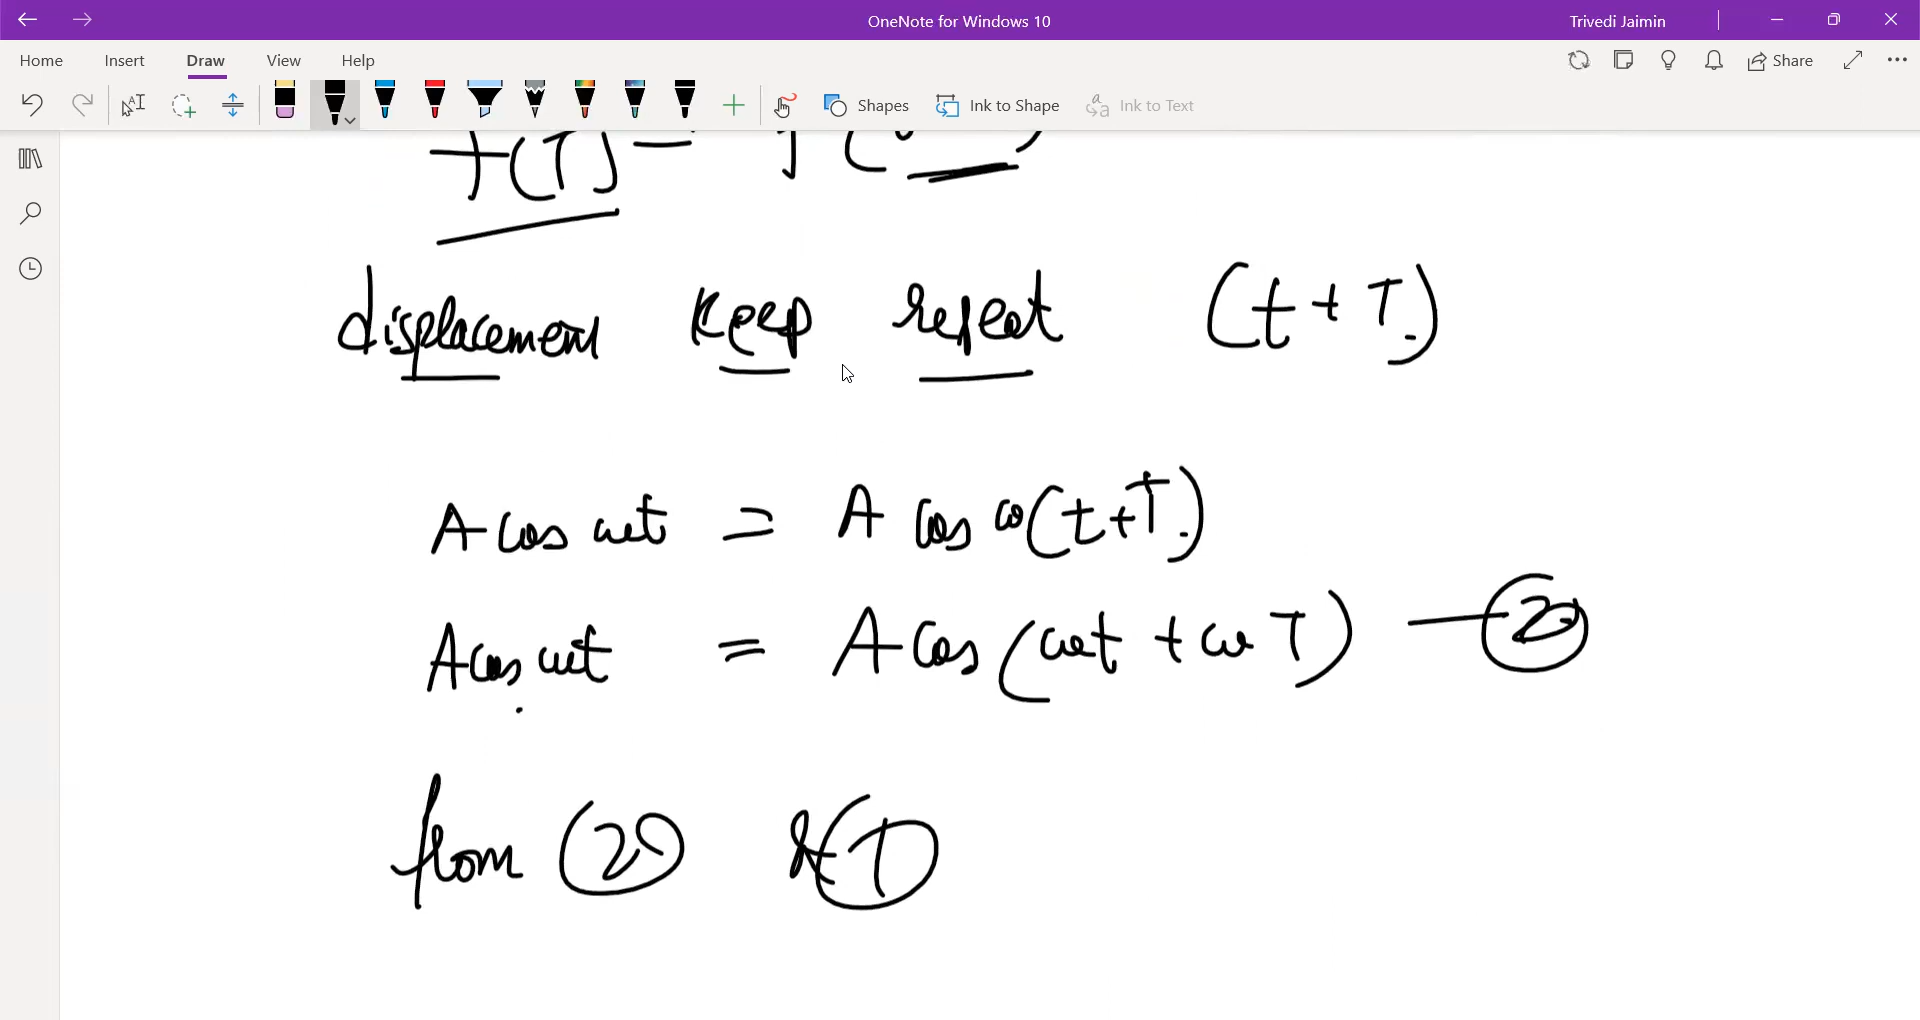 OneNote for Windows 10
Trivedi Jaimin
Home Insert Draw View Help
Share
Shapes Ink to Shape Ink to Text
f(T) =
displacement keep repeat (t + T)
A cos ωt = A cos ω(t+T)
A cos ωt = A cos (ωt + ωT) — ②
from ② & ①